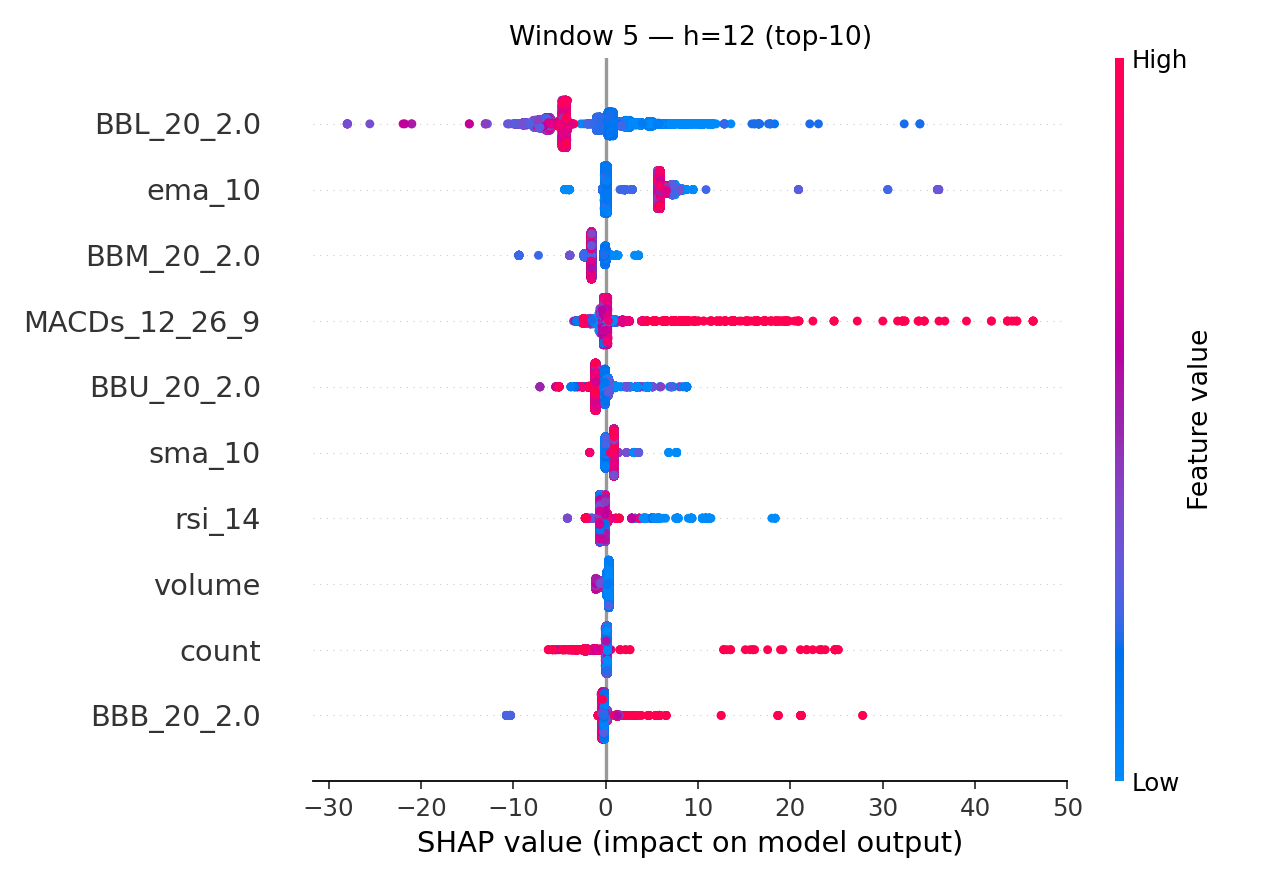 Window 5 — h=12 (top-10)
High
BBL_20_2.0
ema_10
BBM_20_2.0
MACDs_12_26_9
BBU_20_2.0
sma_10
rsi_14
volume
count
BBB_20_2.0
Feature value
Low
−30 −20 −10 0 10 20 30 40 50
SHAP value (impact on model output)